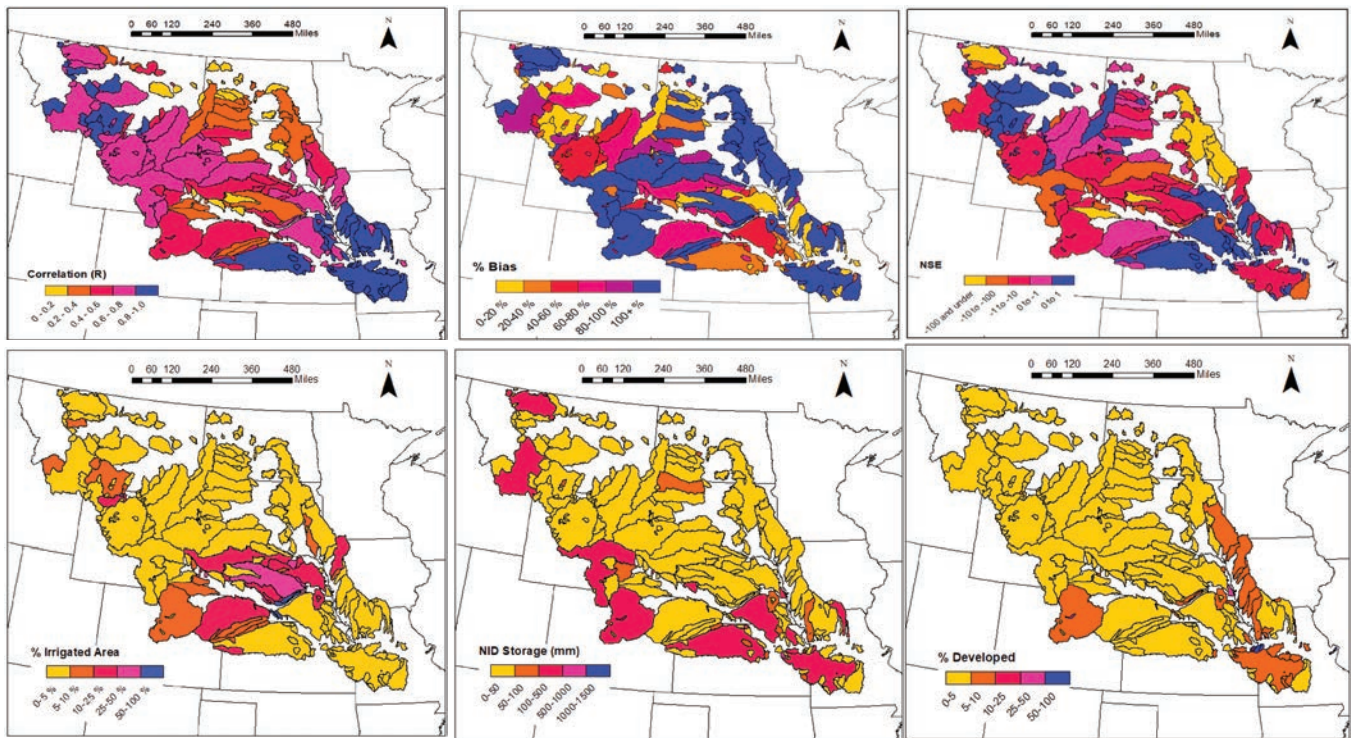 0 60 120 240 360 480
Miles
N
Correlation (R)
0 - 0.2
0.2 - 0.4
0.4 - 0.6
0.6 - 0.8
0.8 -1.0
0 60 120 240 360 480
Miles
N
% Bias
0-20 %
20-40 %
40-60 %
60-80 %
80-100 %
100+ %
0 60 120 240 360 480
Miles
N
NSE
-100 and under
-10 to -100
-1 to -10
0 to -1
0 to 1
0 60 120 240 360 480
Miles
N
% Irrigated Area
0-5 %
5-10 %
10-25 %
25-50 %
50-100 %
0 60 120 240 360 480
Miles
N
NID Storage (mm)
0-50
50-100
100-500
500-1000
1000-1500
0 60 120 240 360 480
Miles
N
% Developed
0-5
5-10
10-25
25-50
50-100